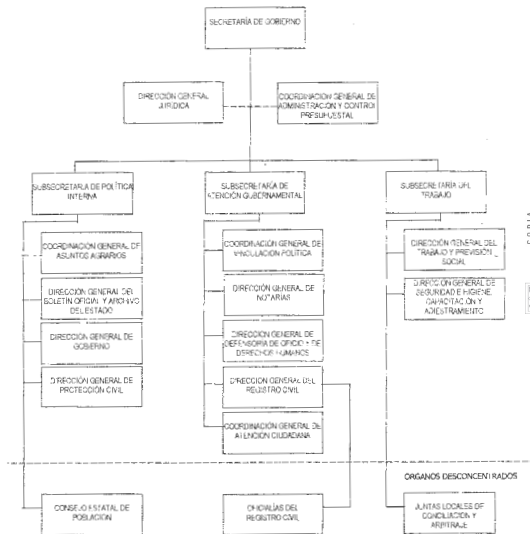 SECRETARÍA DE GOBIERNO
DIRECCIÓN GENERAL
JURÍDICA
COORDINACIÓN GENERAL DE
ADMINISTRACIÓN Y CONTROL
PRESUPUESTAL
SUBSECRETARÍA DE POLÍTICA
INTERNA
SUBSECRETARÍA DE
ATENCIÓN GUBERNAMENTAL
SUBSECRETARÍA DEL
TRABAJO
COORDINACIÓN GENERAL DE
ASUNTOS AGRARIOS
DIRECCIÓN GENERAL DEL
BOLETÍN OFICIAL Y ARCHIVO
DEL ESTADO
DIRECCIÓN GENERAL DE
GOBIERNO
DIRECCIÓN GENERAL DE
PROTECCIÓN CIVIL
COORDINACIÓN GENERAL DE
VINCULACIÓN POLÍTICA
DIRECCIÓN GENERAL DE
NOTARÍAS
DIRECCIÓN GENERAL DE
DEFENSORÍA DE OFICIO Y DE
DERECHOS HUMANOS
DIRECCIÓN GENERAL DEL
REGISTRO CIVIL
COORDINACIÓN GENERAL DE
ATENCIÓN CIUDADANA
DIRECCIÓN GENERAL DEL
TRABAJO Y PREVISIÓN
SOCIAL
DIRECCIÓN GENERAL DE
SEGURIDAD E HIGIENE,
CAPACITACIÓN Y
ADIESTRAMIENTO
ÓRGANOS DESCONCENTRADOS
CONSEJO ESTATAL DE
POBLACIÓN
OFICIALÍAS DEL
REGISTRO CIVIL
JUNTAS LOCALES DE
CONCILIACIÓN Y
ARBITRAJE